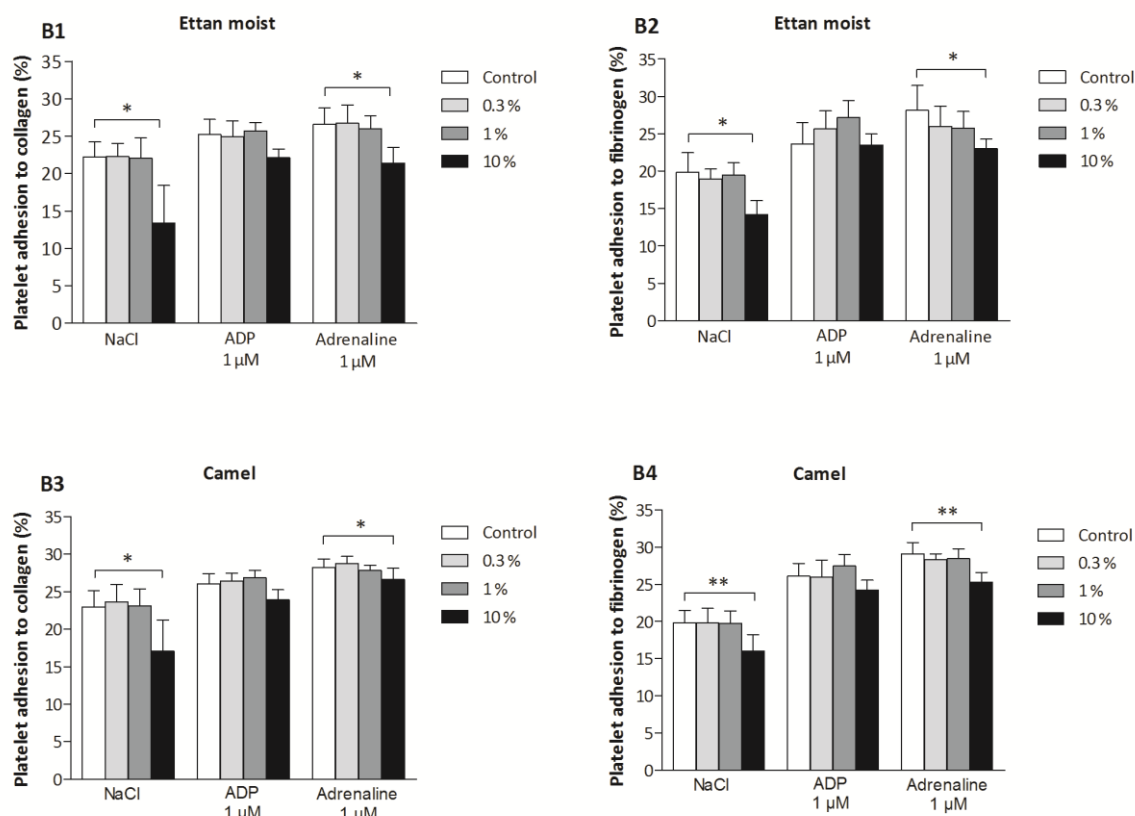 B1
Ettan moist
Platelet adhesion to collagen (%)
35
30
25
20
15
10
5
0
*
*
NaCl
ADP
1 µM
Adrenaline
1 µM
Control
0.3 %
1 %
10 %
B2
Ettan moist
Platelet adhesion to fibrinogen (%)
35
30
25
20
15
10
5
0
*
*
NaCl
ADP
1 µM
Adrenaline
1 µM
Control
0.3 %
1 %
10 %
B3
Camel
Platelet adhesion to collagen (%)
35
30
25
20
15
10
5
0
*
*
NaCl
ADP
1 µM
Adrenaline
1 µM
Control
0.3 %
1 %
10 %
B4
Camel
Platelet adhesion to fibrinogen (%)
35
30
25
20
15
10
5
0
**
**
NaCl
ADP
1 µM
Adrenaline
1 µM
Control
0.3 %
1 %
10 %